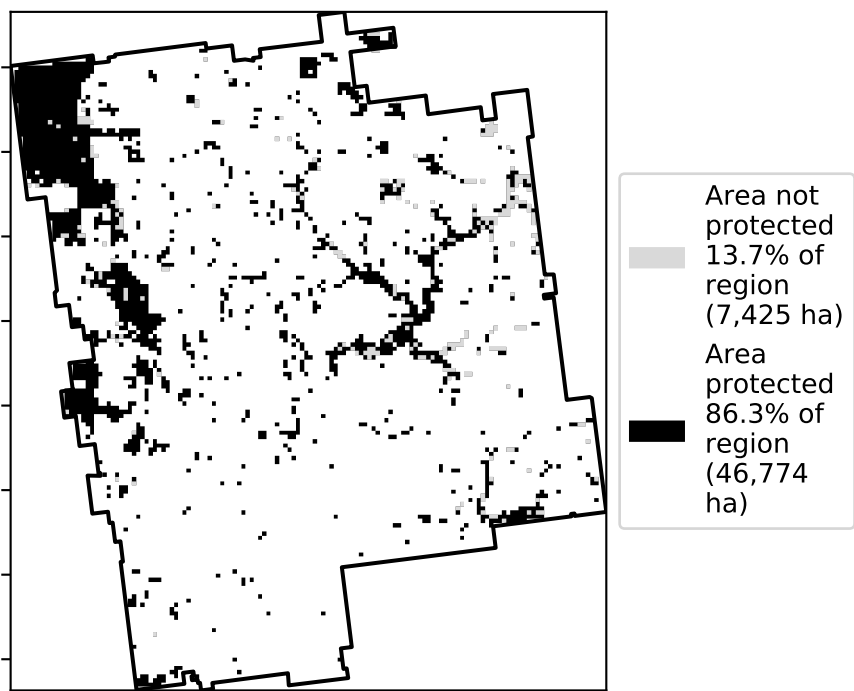 Area not
protected
13.7% of
region
(7,425 ha)
Area
protected
86.3% of
region
(46,774
ha)